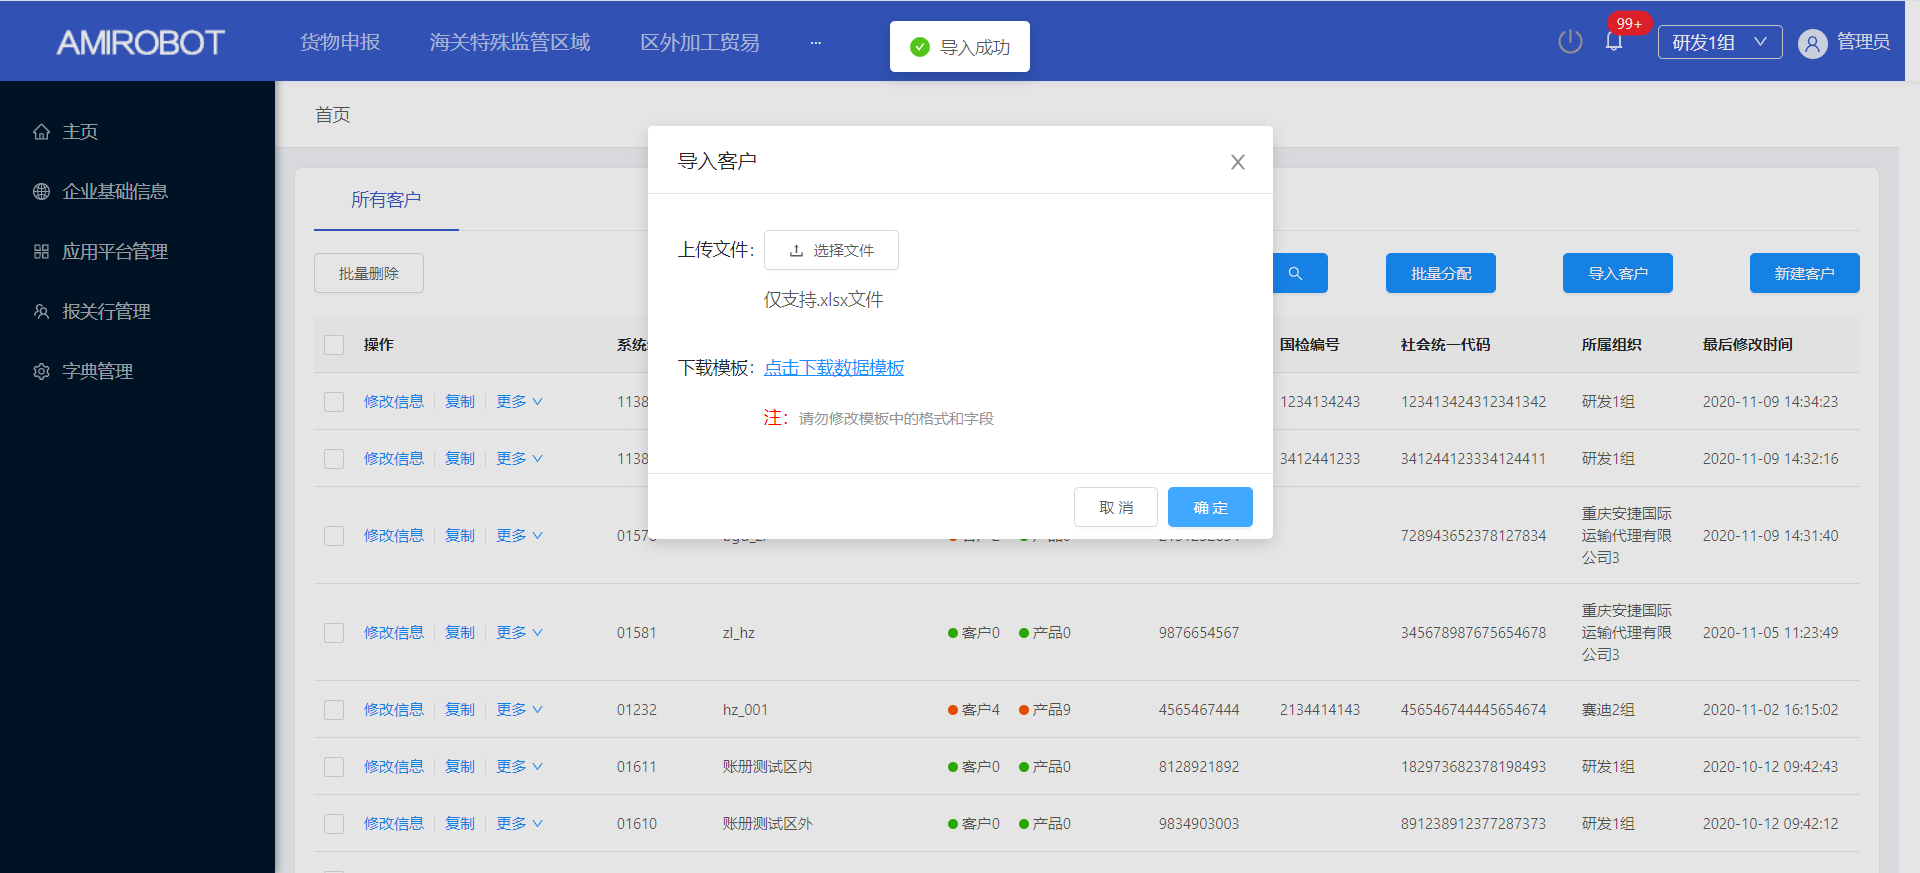 AMIROBOT
货物申报
海关特殊监管区域
区外加工贸易
...
导入成功
99+
研发1组
管理员
主页
企业基础信息
应用平台管理
报关行管理
字典管理
首页
所有客户
批量删除
批量分配
导入客户
新建客户
导入客户
上传文件：
选择文件
仅支持.xlsx文件
下载模板：
点击下载数据模板
注：
请勿修改模板中的格式和字段
取 消
确 定
操作 系统 国检编号 社会统一代码 所属组织 最后修改时间
修改信息 复制 更多 1138 1234134243 123413424312341342 研发1组 2020-11-09 14:34:23
修改信息 复制 更多 1138 3412441233 341244123334124411 研发1组 2020-11-09 14:32:16
修改信息 复制 更多 0157 728943652378127834 重庆安捷国际
运输代理有限
公司3
2020-11-09 14:31:40
修改信息 复制 更多 01581 zl_hz 客户0 产品0 9876654567 345678987675654678 重庆安捷国际
运输代理有限
公司3
2020-11-05 11:23:49
修改信息 复制 更多 01232 hz_001 客户4 产品9 4565467444 2134414143 456546744445654674 赛迪2组 2020-11-02 16:15:02
修改信息 复制 更多 01611 账册测试区内 客户0 产品0 8128921892 182973682378198493 研发1组 2020-10-12 09:42:43
修改信息 复制 更多 01610 账册测试区外 客户0 产品0 9834903003 891238912377287373 研发1组 2020-10-12 09:42:12